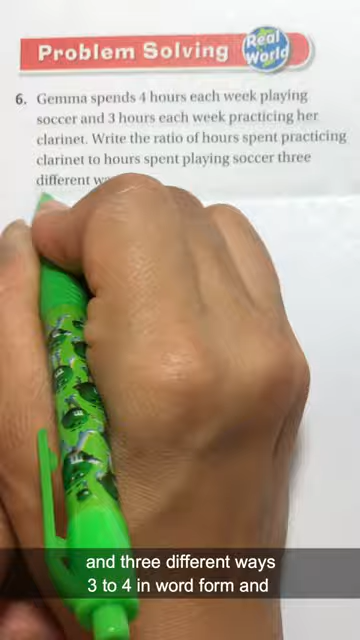 Problem Solving
Real
World
6. Gemma spends 4 hours each week playing
soccer and 3 hours each week practicing her
clarinet. Write the ratio of hours spent practicing
clarinet to hours spent playing soccer three
different
and three different ways
3 to 4 in word form and